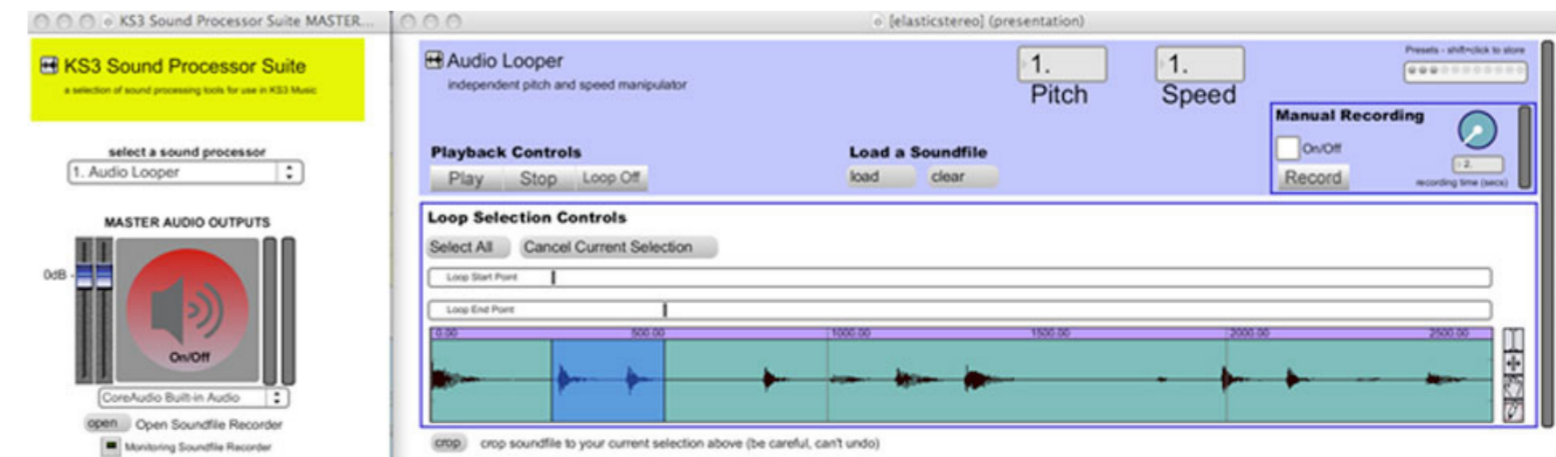 KS3 Sound Processor Suite MASTER...
KS3 Sound Processor Suite
a selection of sound processing tools for use in KS3 Music
select a sound processor
1. Audio Looper
MASTER AUDIO OUTPUTS
0dB
On/Off
CoreAudio Built-in Audio
open Open Soundfile Recorder
Monitoring Soundfile Recorder
[elasticstereo] (presentation)
Audio Looper
independent pitch and speed manipulator
1.
Pitch
1.
Speed
Presets - shift+click to store
Playback Controls
Play Stop Loop Off
Load a Soundfile
load clear
Manual Recording
On/Off
Record
2.
recording time (secs)
Loop Selection Controls
Select All Cancel Current Selection
Loop Start Point
Loop End Point
0.00 500.00 1000.00 1500.00 2000.00 2500.00
crop crop soundfile to your current selection above (be careful, can't undo)